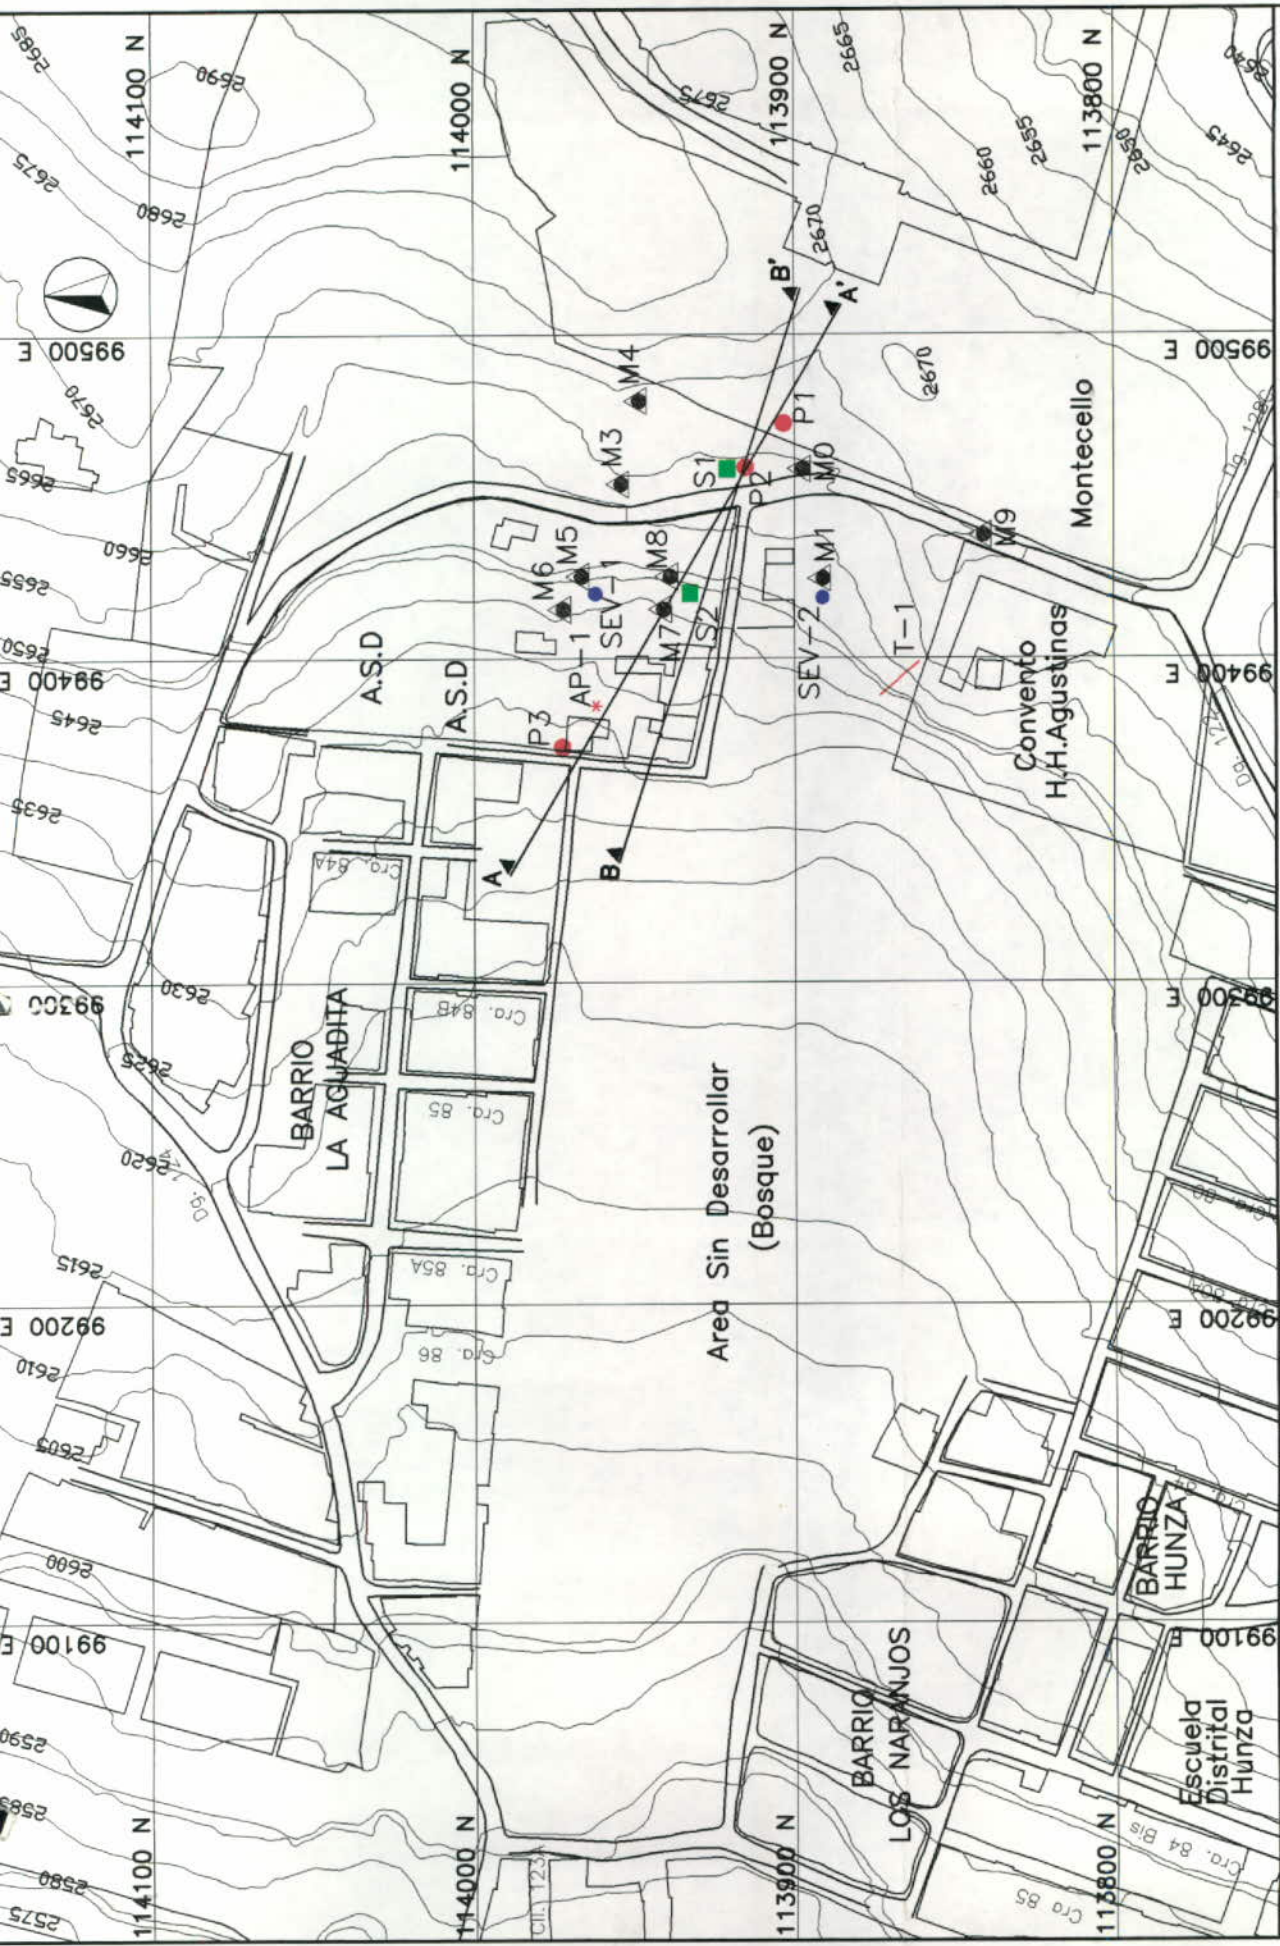 2685
2690
114100 N
114000 N
113900 N
2665
113800 N
2640
2675
2680
2675
2670
2660
2655
2650
2645
99500 E
99500 E
B'
A'
2670
2670
M4
M3
S1
P1
P2
M0
M9
Montecello
2665
2660
2655
2650
2645
2635
99400 E
99400 E
A.S.D
A.S.D
M6
M5
M8
SEV-1
M7
S2
AP-1
P3
M1
SEV-2
T-1
Convento
H.H.Agustinas
A
B
Cra. 84A
2630
2625
2620
99300
99300 E
BARRIO
LA AGUADITA
Cra. 84B
Cra. 85
Cra. 85A
Cra. 86
Area Sin Desarrollar
(Bosque)
2615
99200 E
99200 E
2610
2605
2600
99100 E
99100 E
BARRIO
HUNZA
BARRIO
LOS NARANJOS
Escuela
Distrital
Hunza
2590
2585
2580
2575
114100 N
114000 N
113900 N
113800 N
Cll. 123A
Cra. 84 Bis
Cra 85